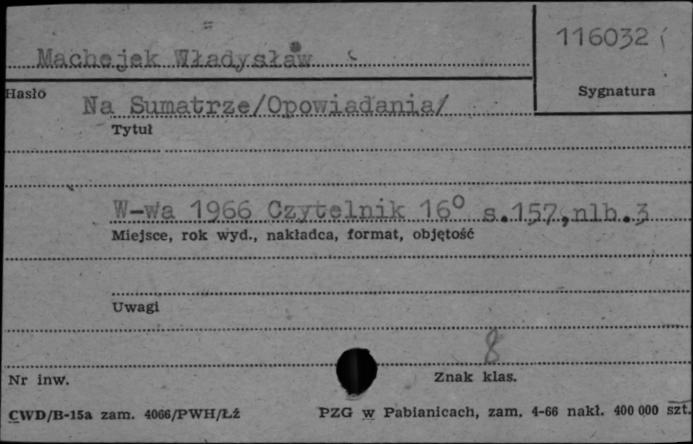 Machejek Władysław
116032
Hasło
Sygnatura
Na Sumatrze/Opowiadania/
Tytuł
W-wa 1966 Czytelnik 16° s.157,nlb.3
Miejsce, rok wyd., nakładca, format, objętość
Uwagi
8
Nr inw.
Znak klas.
CWD/B-15a zam. 4066/PWH/Łż
PZG w Pabianicach, zam. 4-66 nakł. 400 000 szt.